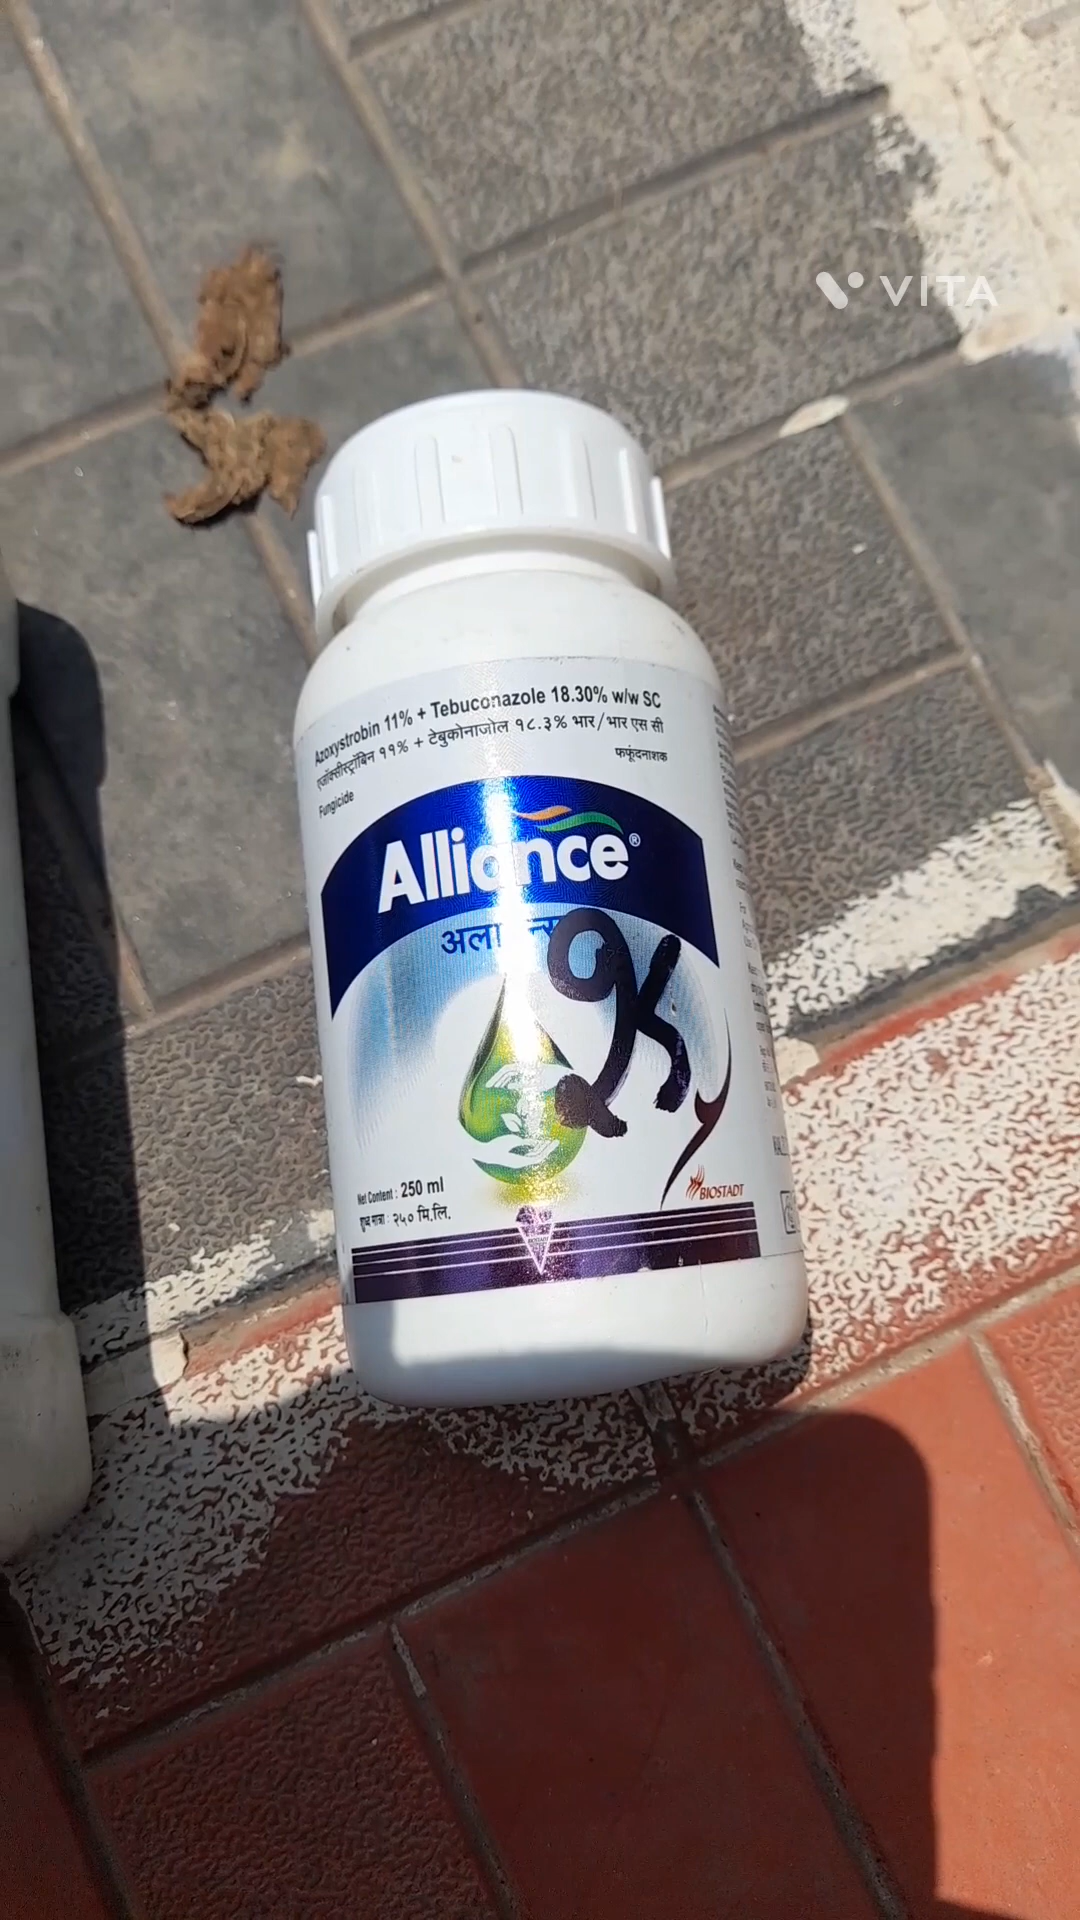 VITA
Azoxystrobin 11% + Tebuconazole 18.30% w/w SC
एजॉक्सीस्ट्रॉबिन ११% + टेबुकोनाजोल १८.३% भार/भार एस सी
फफूंदनाशक
Fungicide
Alliance®
Net Content : 250 ml
शुध्द मात्रा : २५० मि.लि.
BIOSTADT